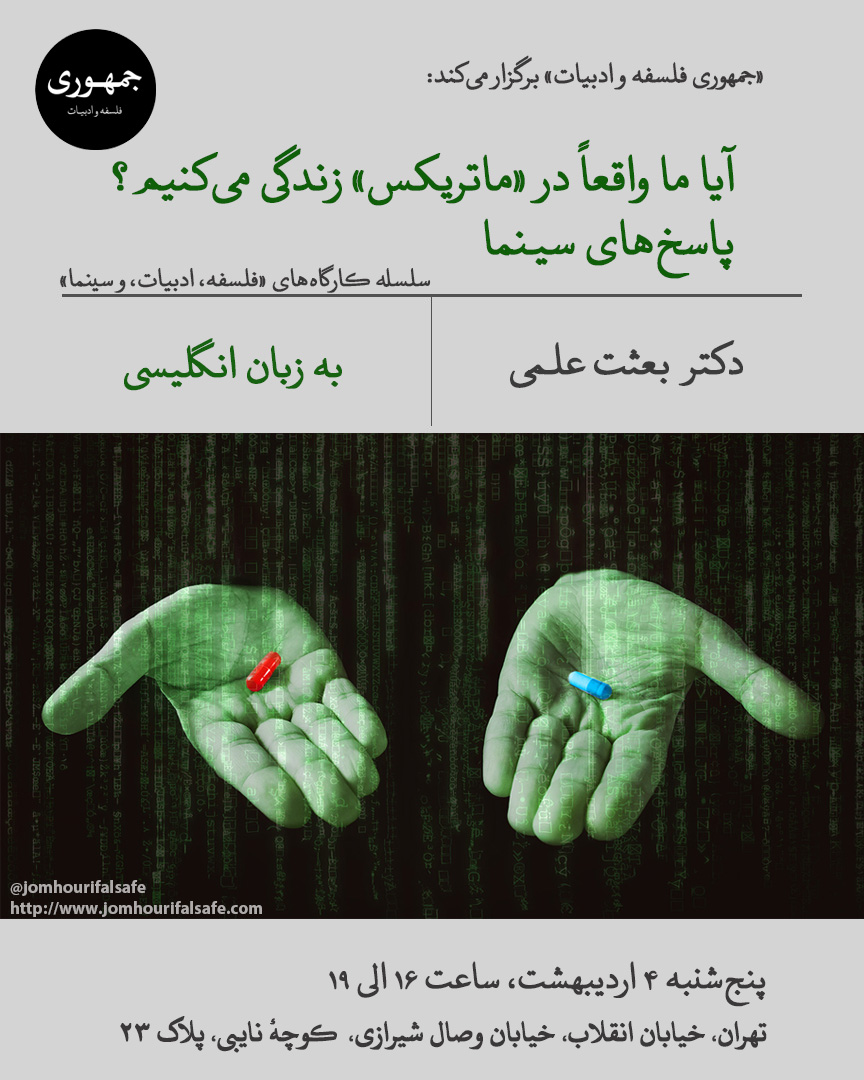 جمهوری
فلسفه و ادبیات
«جمهوری فلسفه و ادبیات» برگزار می‌کند:
آیا ما واقعاً در «ماتریکس» زندگی می‌کنیم؟
پاسخ‌های سینما
سلسله کارگاه‌های «فلسفه، ادبیات، و سینما»
دکتر بعثت علمی
به زبان انگلیسی
@jomhourifalsafe
http://www.jomhourifalsafe.com
پنج‌شنبه ۴ اردیبهشت، ساعت ۱۶ الی ۱۹
تهران، خیابان انقلاب، خیابان وصال شیرازی، کوچهٔ نایبی، پلاک ۲۳